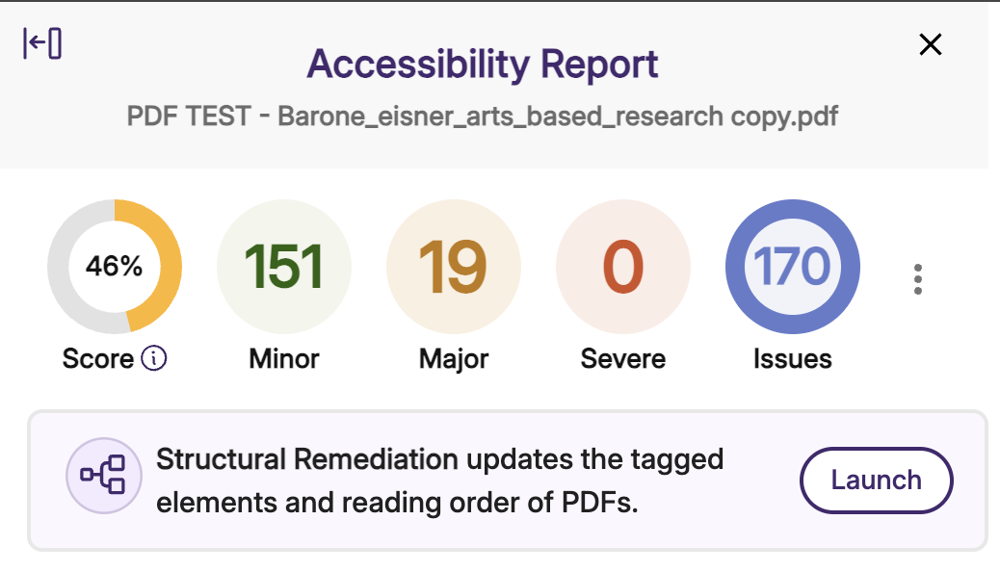 Accessibility Report
PDF TEST - Barone_eisner_arts_based_research copy.pdf
46%
151
19
0
170
Score
Minor
Major
Severe
Issues
Structural Remediation updates the tagged
elements and reading order of PDFs.
Launch